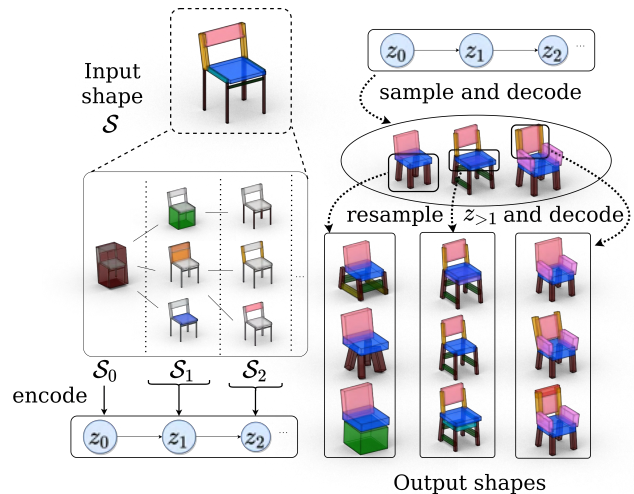 Input
shape
𝒮
z₀ z₁ z₂ ...
sample and decode
resample z_{>1} and decode
...
𝒮₀ 𝒮₁ 𝒮₂
encode
z₀ z₁ z₂ ...
Output shapes